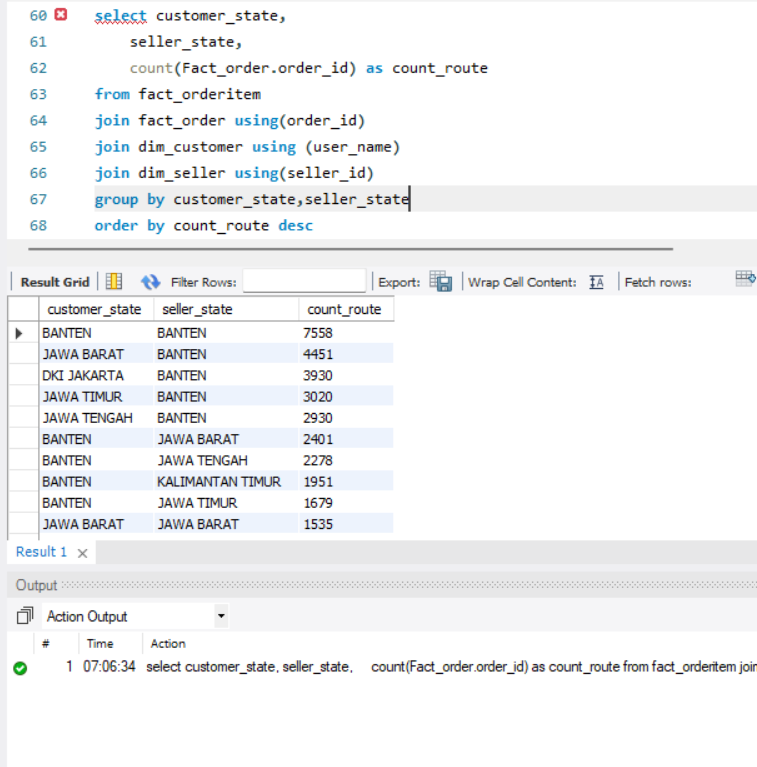 60 select customer_state,
61 seller_state,
62 count(Fact_order.order_id) as count_route
63 from fact_orderitem
64 join fact_order using(order_id)
65 join dim_customer using (user_name)
66 join dim_seller using(seller_id)
67 group by customer_state,seller_state
68 order by count_route desc
Result Grid Filter Rows: Export: Wrap Cell Content: Fetch rows:
customer_state seller_state count_route
BANTEN BANTEN 7558
JAWA BARAT BANTEN 4451
DKI JAKARTA BANTEN 3930
JAWA TIMUR BANTEN 3020
JAWA TENGAH BANTEN 2930
BANTEN JAWA BARAT 2401
BANTEN JAWA TENGAH 2278
BANTEN KALIMANTAN TIMUR 1951
BANTEN JAWA TIMUR 1679
JAWA BARAT JAWA BARAT 1535
Result 1
Output
Action Output
# Time Action
1 07:06:34 select customer_state, seller_state, count(Fact_order.order_id) as count_route from fact_orderitem join